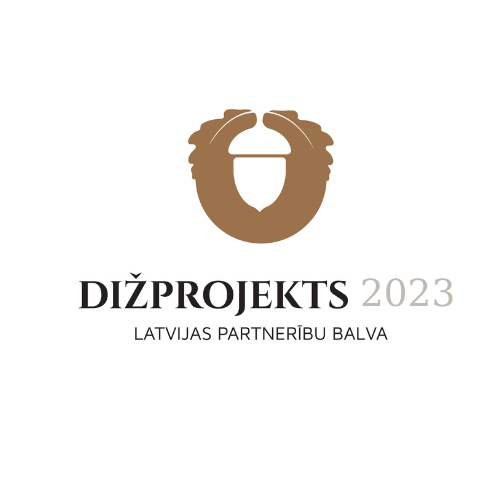 DIŽPROJEKTS 2023
LATVIJAS PARTNERĪBU BALVA